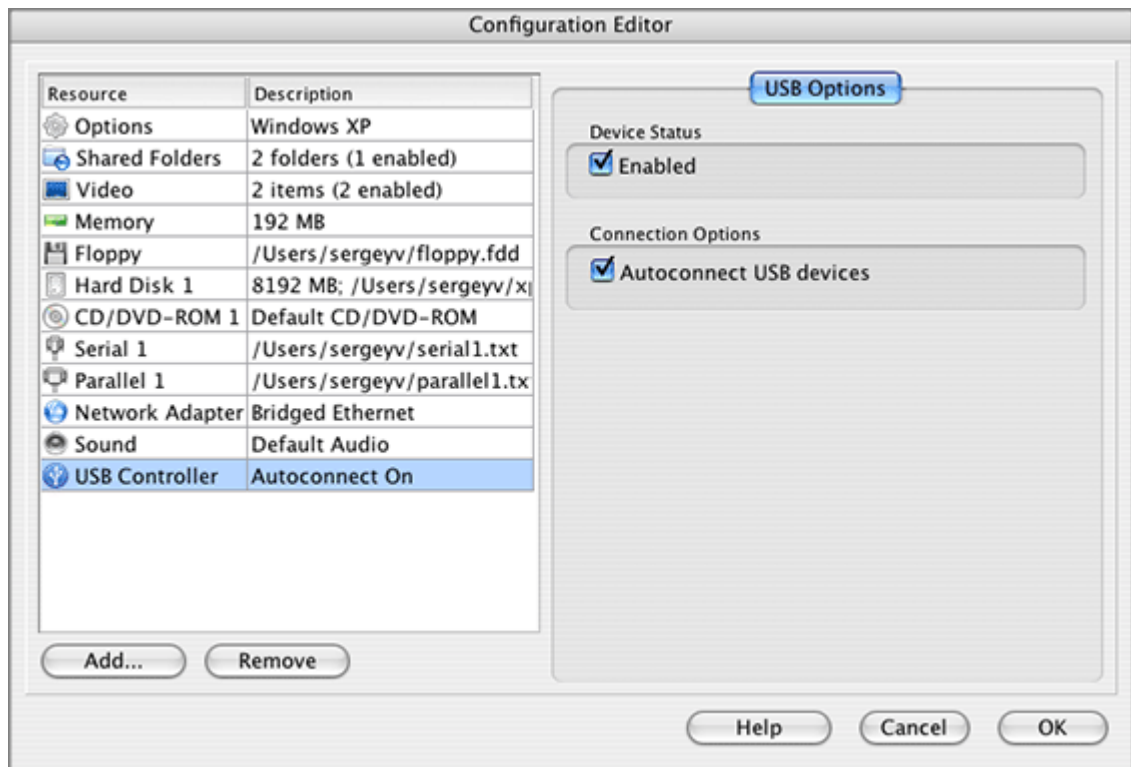 Configuration Editor
Resource Description
Options Windows XP
Shared Folders 2 folders (1 enabled)
Video 2 items (2 enabled)
Memory 192 MB
Floppy /Users/sergeyv/floppy.fdd
Hard Disk 1 8192 MB; /Users/sergeyv/x
CD/DVD-ROM 1 Default CD/DVD-ROM
Serial 1 /Users/sergeyv/serial1.txt
Parallel 1 /Users/sergeyv/parallel1.tx
Network Adapter Bridged Ethernet
Sound Default Audio
USB Controller Autoconnect On
Add... Remove
USB Options
Device Status
Enabled
Connection Options
Autoconnect USB devices
Help Cancel OK